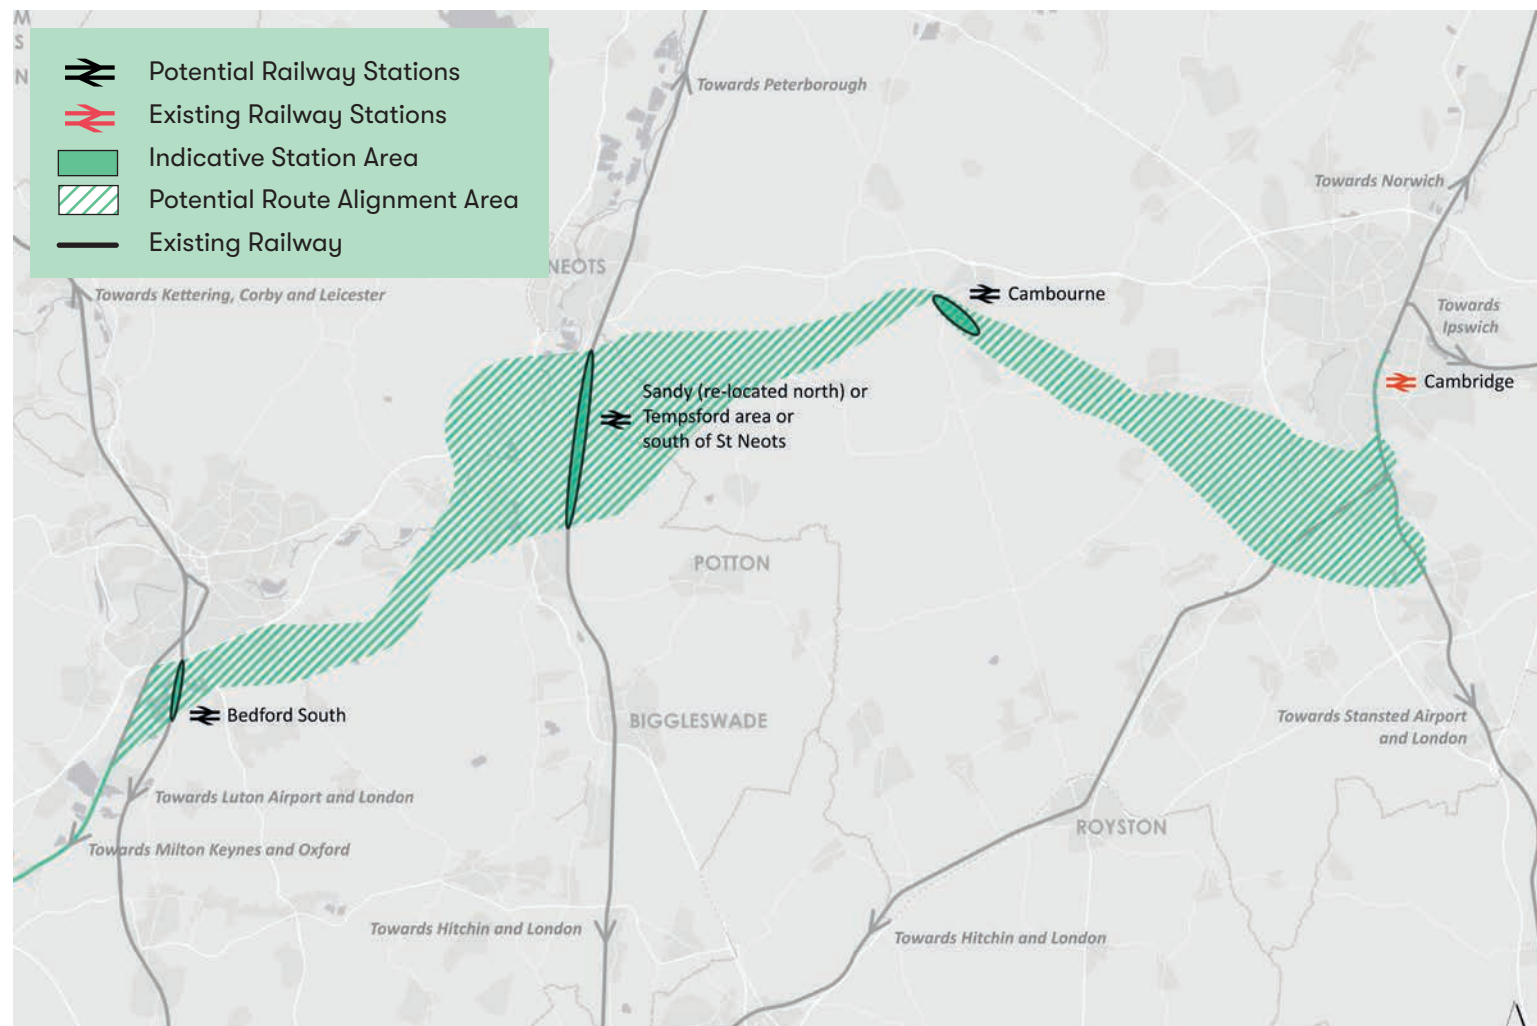 M
S
N
Potential Railway Stations
Existing Railway Stations
Indicative Station Area
Potential Route Alignment Area
Existing Railway
Towards Peterborough
Towards Norwich
NEOTS
Towards Kettering, Corby and Leicester
Cambourne
Towards
Ipswich
Cambridge
Sandy (re-located north) or
Tempsford area or
south of St Neots
POTTON
Bedford South
BIGGLESWADE
Towards Stansted Airport
and London
Towards Luton Airport and London
Towards Milton Keynes and Oxford
ROYSTON
Towards Hitchin and London
Towards Hitchin and London